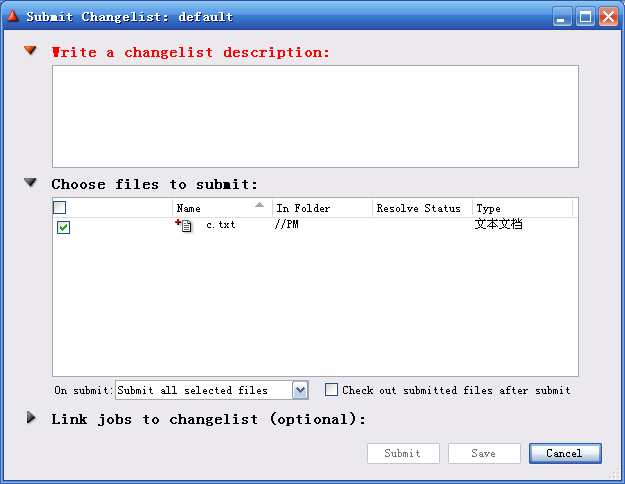 Submit Changelist: default
Write a changelist description:
Choose files to submit:
Name In Folder Resolve Status Type
c.txt //PM 文本文档
On submit: Submit all selected files Check out submitted files after submit
Link jobs to changelist (optional):
Submit Save Cancel